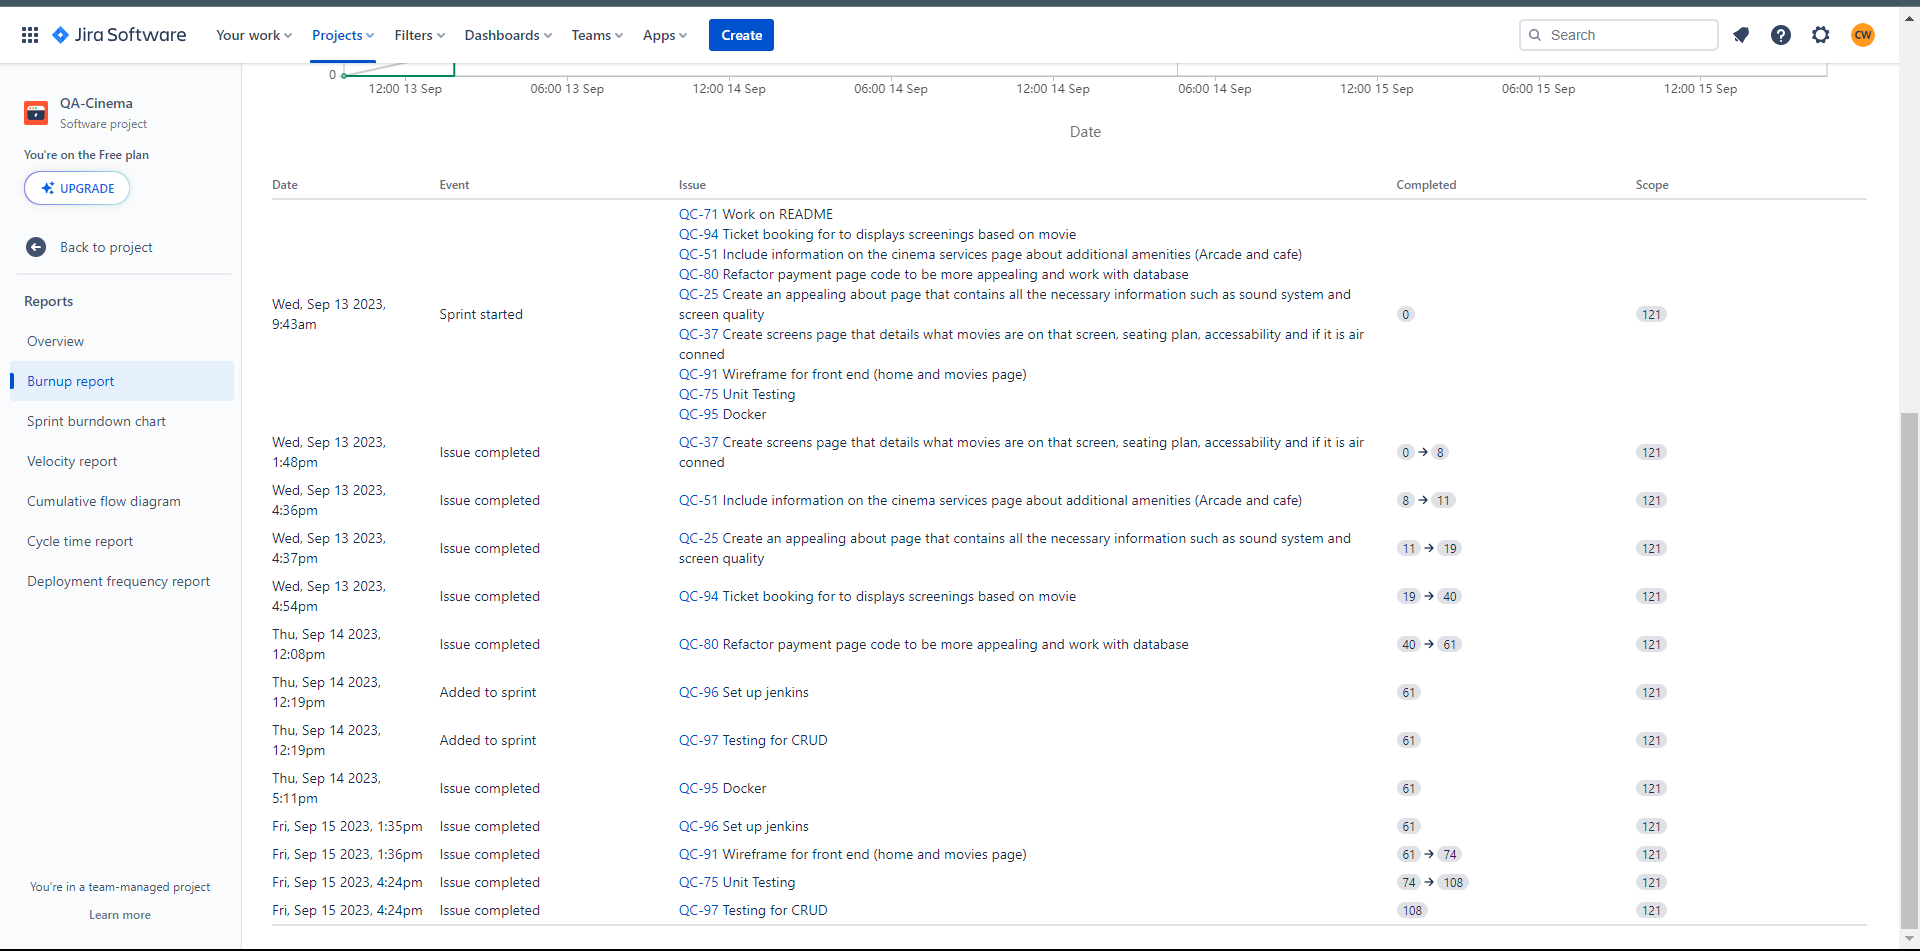 Jira Software
Your work
Projects
Filters
Dashboards
Teams
Apps
Create
Search
CW
QA-Cinema
Software project
You're on the Free plan
UPGRADE
Back to project
Reports
Overview
Burnup report
Sprint burndown chart
Velocity report
Cumulative flow diagram
Cycle time report
Deployment frequency report
You're in a team-managed project
Learn more
0
12:00 13 Sep 06:00 13 Sep 12:00 14 Sep 06:00 14 Sep 12:00 14 Sep 06:00 14 Sep 12:00 15 Sep 06:00 15 Sep 12:00 15 Sep
Date
Date Event Issue Completed Scope
Wed, Sep 13 2023,
9:43am
Sprint started
QC-71 Work on README
QC-94 Ticket booking for to displays screenings based on movie
QC-51 Include information on the cinema services page about additional amenities (Arcade and cafe)
QC-80 Refactor payment page code to be more appealing and work with database
QC-25 Create an appealing about page that contains all the necessary information such as sound system and
screen quality
QC-37 Create screens page that details what movies are on that screen, seating plan, accessability and if it is air
conned
QC-91 Wireframe for front end (home and movies page)
QC-75 Unit Testing
QC-95 Docker
0
121
Wed, Sep 13 2023,
1:48pm
Issue completed
QC-37 Create screens page that details what movies are on that screen, seating plan, accessability and if it is air
conned
0 → 8
121
Wed, Sep 13 2023,
4:36pm
Issue completed
QC-51 Include information on the cinema services page about additional amenities (Arcade and cafe)
8 → 11
121
Wed, Sep 13 2023,
4:37pm
Issue completed
QC-25 Create an appealing about page that contains all the necessary information such as sound system and
screen quality
11 → 19
121
Wed, Sep 13 2023,
4:54pm
Issue completed
QC-94 Ticket booking for to displays screenings based on movie
19 → 40
121
Thu, Sep 14 2023,
12:08pm
Issue completed
QC-80 Refactor payment page code to be more appealing and work with database
40 → 61
121
Thu, Sep 14 2023,
12:19pm
Added to sprint
QC-96 Set up jenkins
61
121
Thu, Sep 14 2023,
12:19pm
Added to sprint
QC-97 Testing for CRUD
61
121
Thu, Sep 14 2023,
5:11pm
Issue completed
QC-95 Docker
61
121
Fri, Sep 15 2023, 1:35pm Issue completed QC-96 Set up jenkins 61 121
Fri, Sep 15 2023, 1:36pm Issue completed QC-91 Wireframe for front end (home and movies page) 61 → 74 121
Fri, Sep 15 2023, 4:24pm Issue completed QC-75 Unit Testing 74 → 108 121
Fri, Sep 15 2023, 4:24pm Issue completed QC-97 Testing for CRUD 108 121